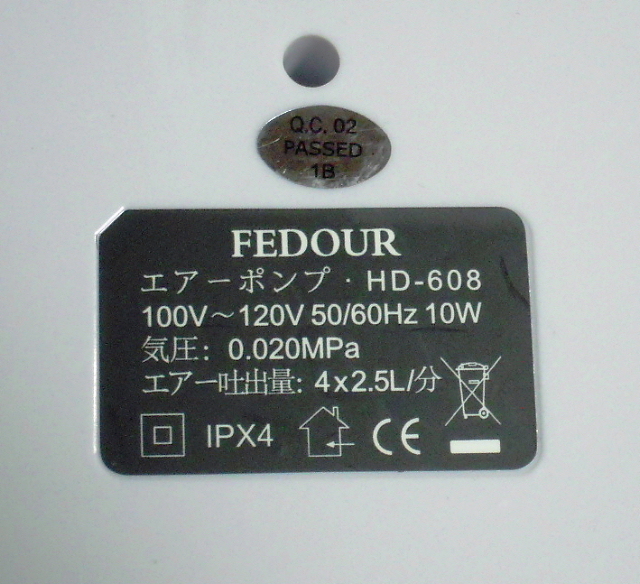 Q.C. 02
PASSED
1B
FEDOUR
エアーポンプ・HD-608
100V～120V 50/60Hz 10W
気圧: 0.020MPa
エアー吐出量: 4x2.5L/分
IPX4 CE